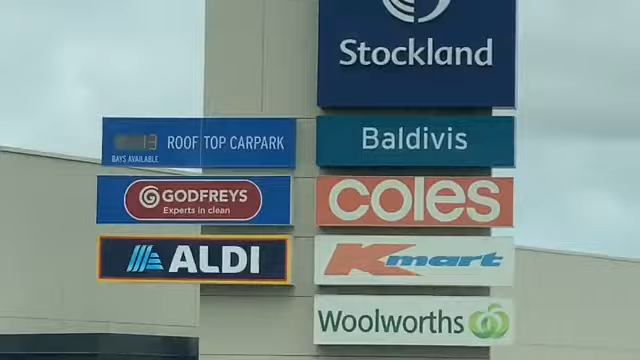 Stockland
Baldivis
ROOF TOP CARPARK
BAYS AVAILABLE
GODFREYS
Experts in clean
coles
ALDI
Kmart
Woolworths